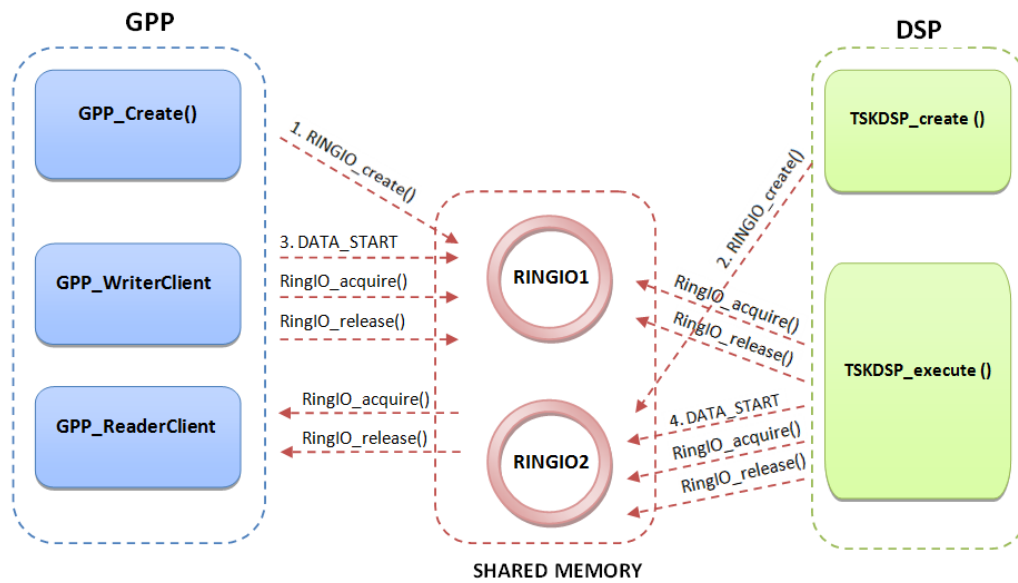 GPP
DSP
GPP_Create()
TSKDSP_create ()
1. RINGIO_create()
2. RINGIO_create()
3. DATA_START
GPP_WriterClient
RingIO_acquire()
RingIO_release()
RINGIO1
RingIO_acquire()
RingIO_release()
TSKDSP_execute ()
GPP_ReaderClient
RingIO_acquire()
RingIO_release()
RINGIO2
4. DATA_START
RingIO_acquire()
RingIO_release()
SHARED MEMORY